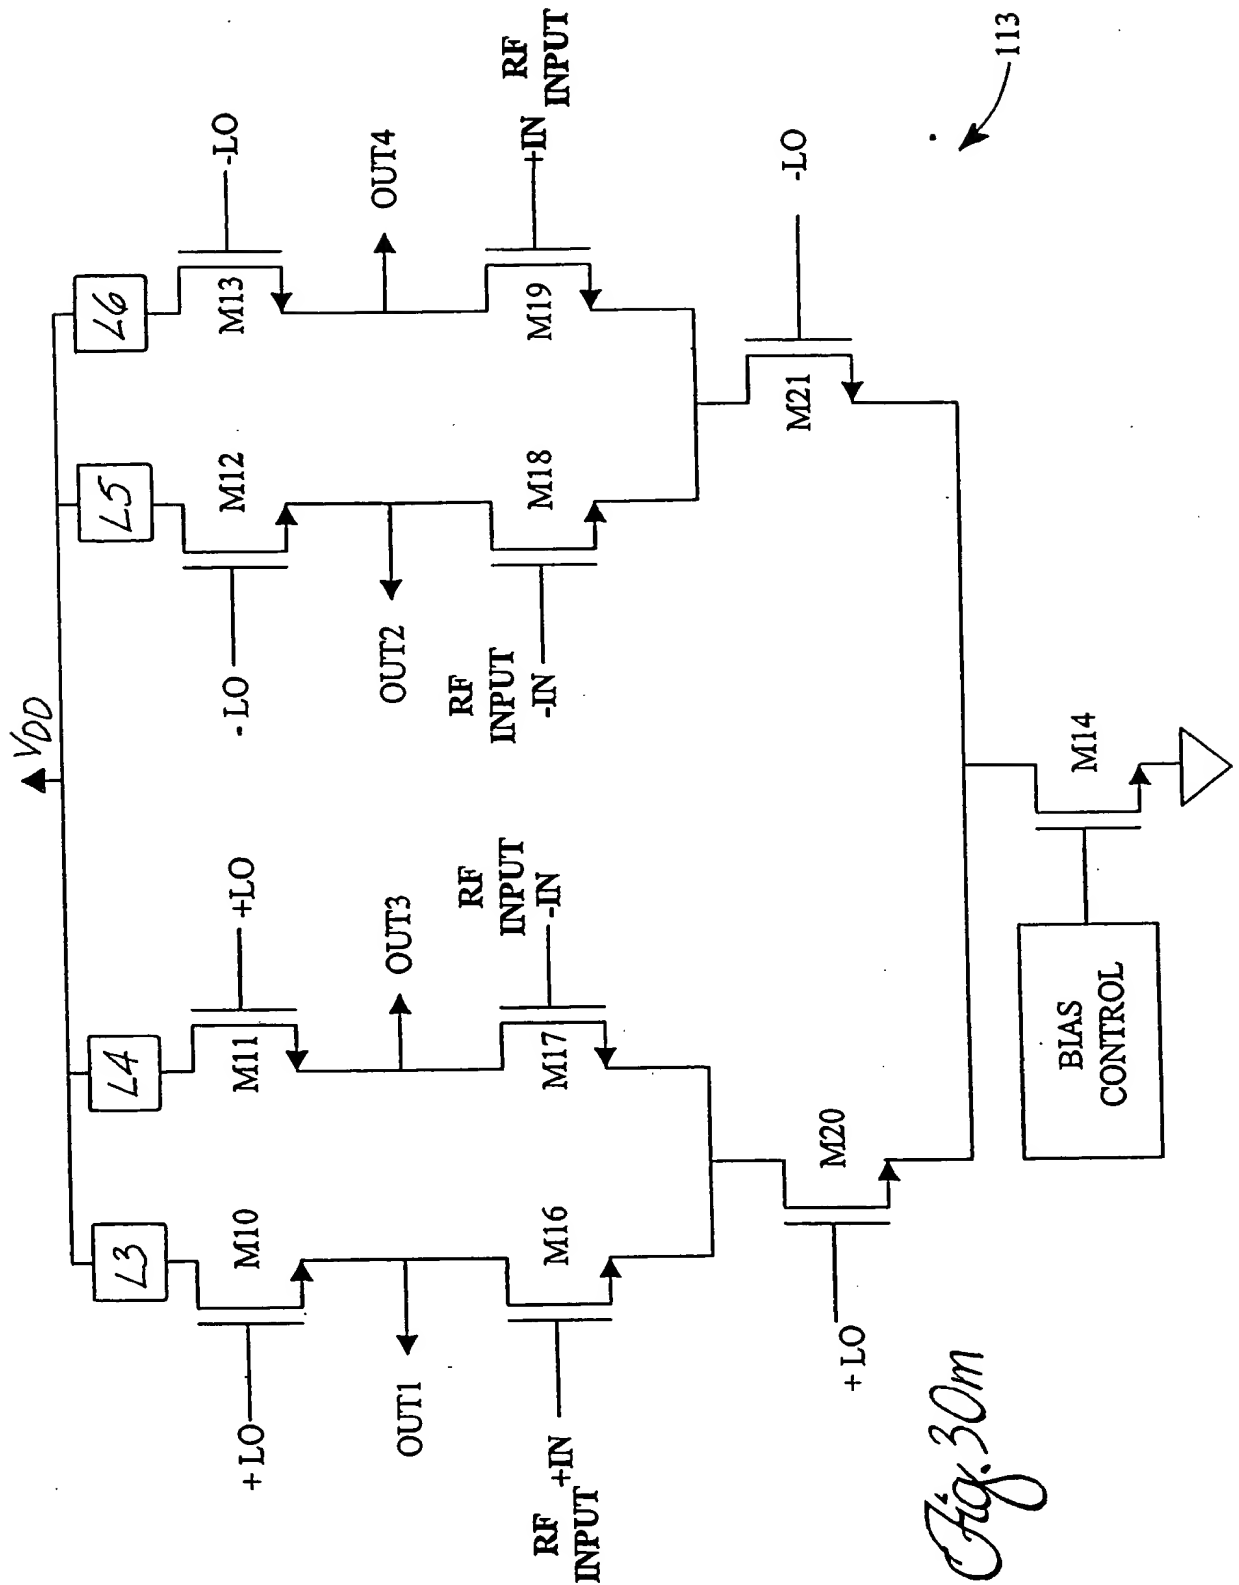 VDD
L3
L4
L5
L6
+ LO
M10
M11
+LO
- LO
M12
M13
-LO
OUT1
OUT3
OUT2
OUT4
RF
INPUT
+IN
M16
M17
RF
INPUT
-IN
RF
INPUT
-IN
M18
M19
RF
INPUT
+IN
+ LO
M20
M21
-LO
BIAS
CONTROL
M14
113
Fig. 30m